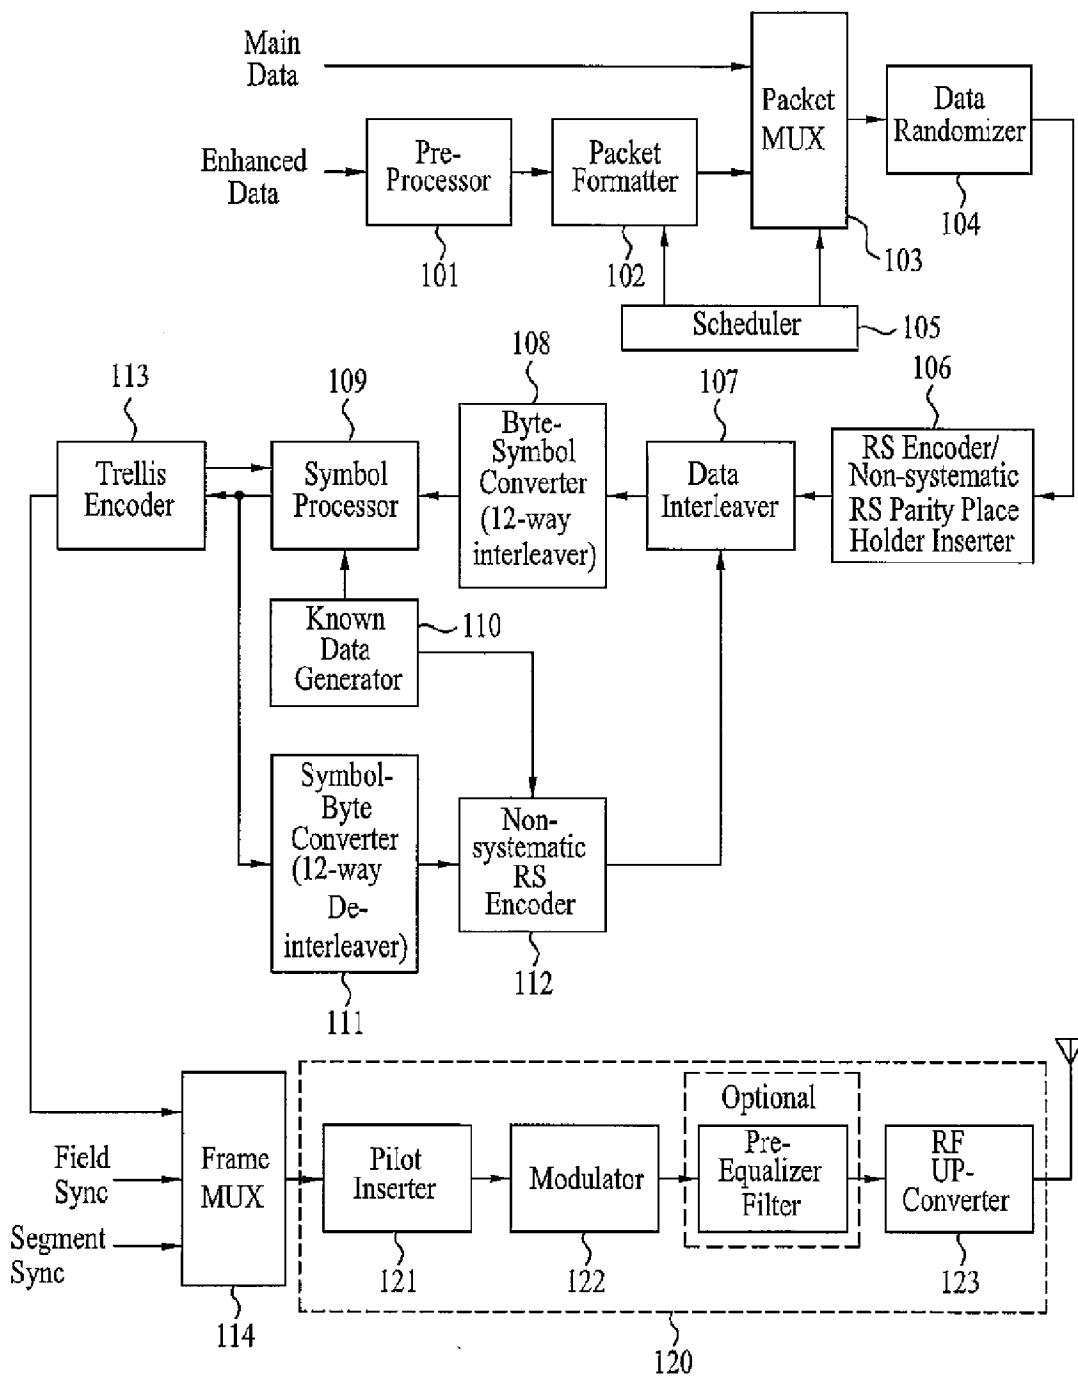 Main
Data
Packet
MUX
Data
Randomizer
Enhanced
Data
Pre-
Processor
Packet
Formatter
101
102
103
104
Scheduler
105
113
109
108
107
106
Trellis
Encoder
Symbol
Processor
Byte-
Symbol
Converter
(12-way
interleaver)
Data
Interleaver
RS Encoder/
Non-systematic
RS Parity Place
Holder Inserter
Known
Data
Generator
110
Symbol-
Byte
Converter
(12-way
De-
interleaver)
Non-
systematic
RS
Encoder
111
112
Field
Sync
Segment
Sync
Frame
MUX
Pilot
Inserter
Modulator
Optional
Pre-
Equalizer
Filter
RF
UP-
Converter
114
121
122
123
120